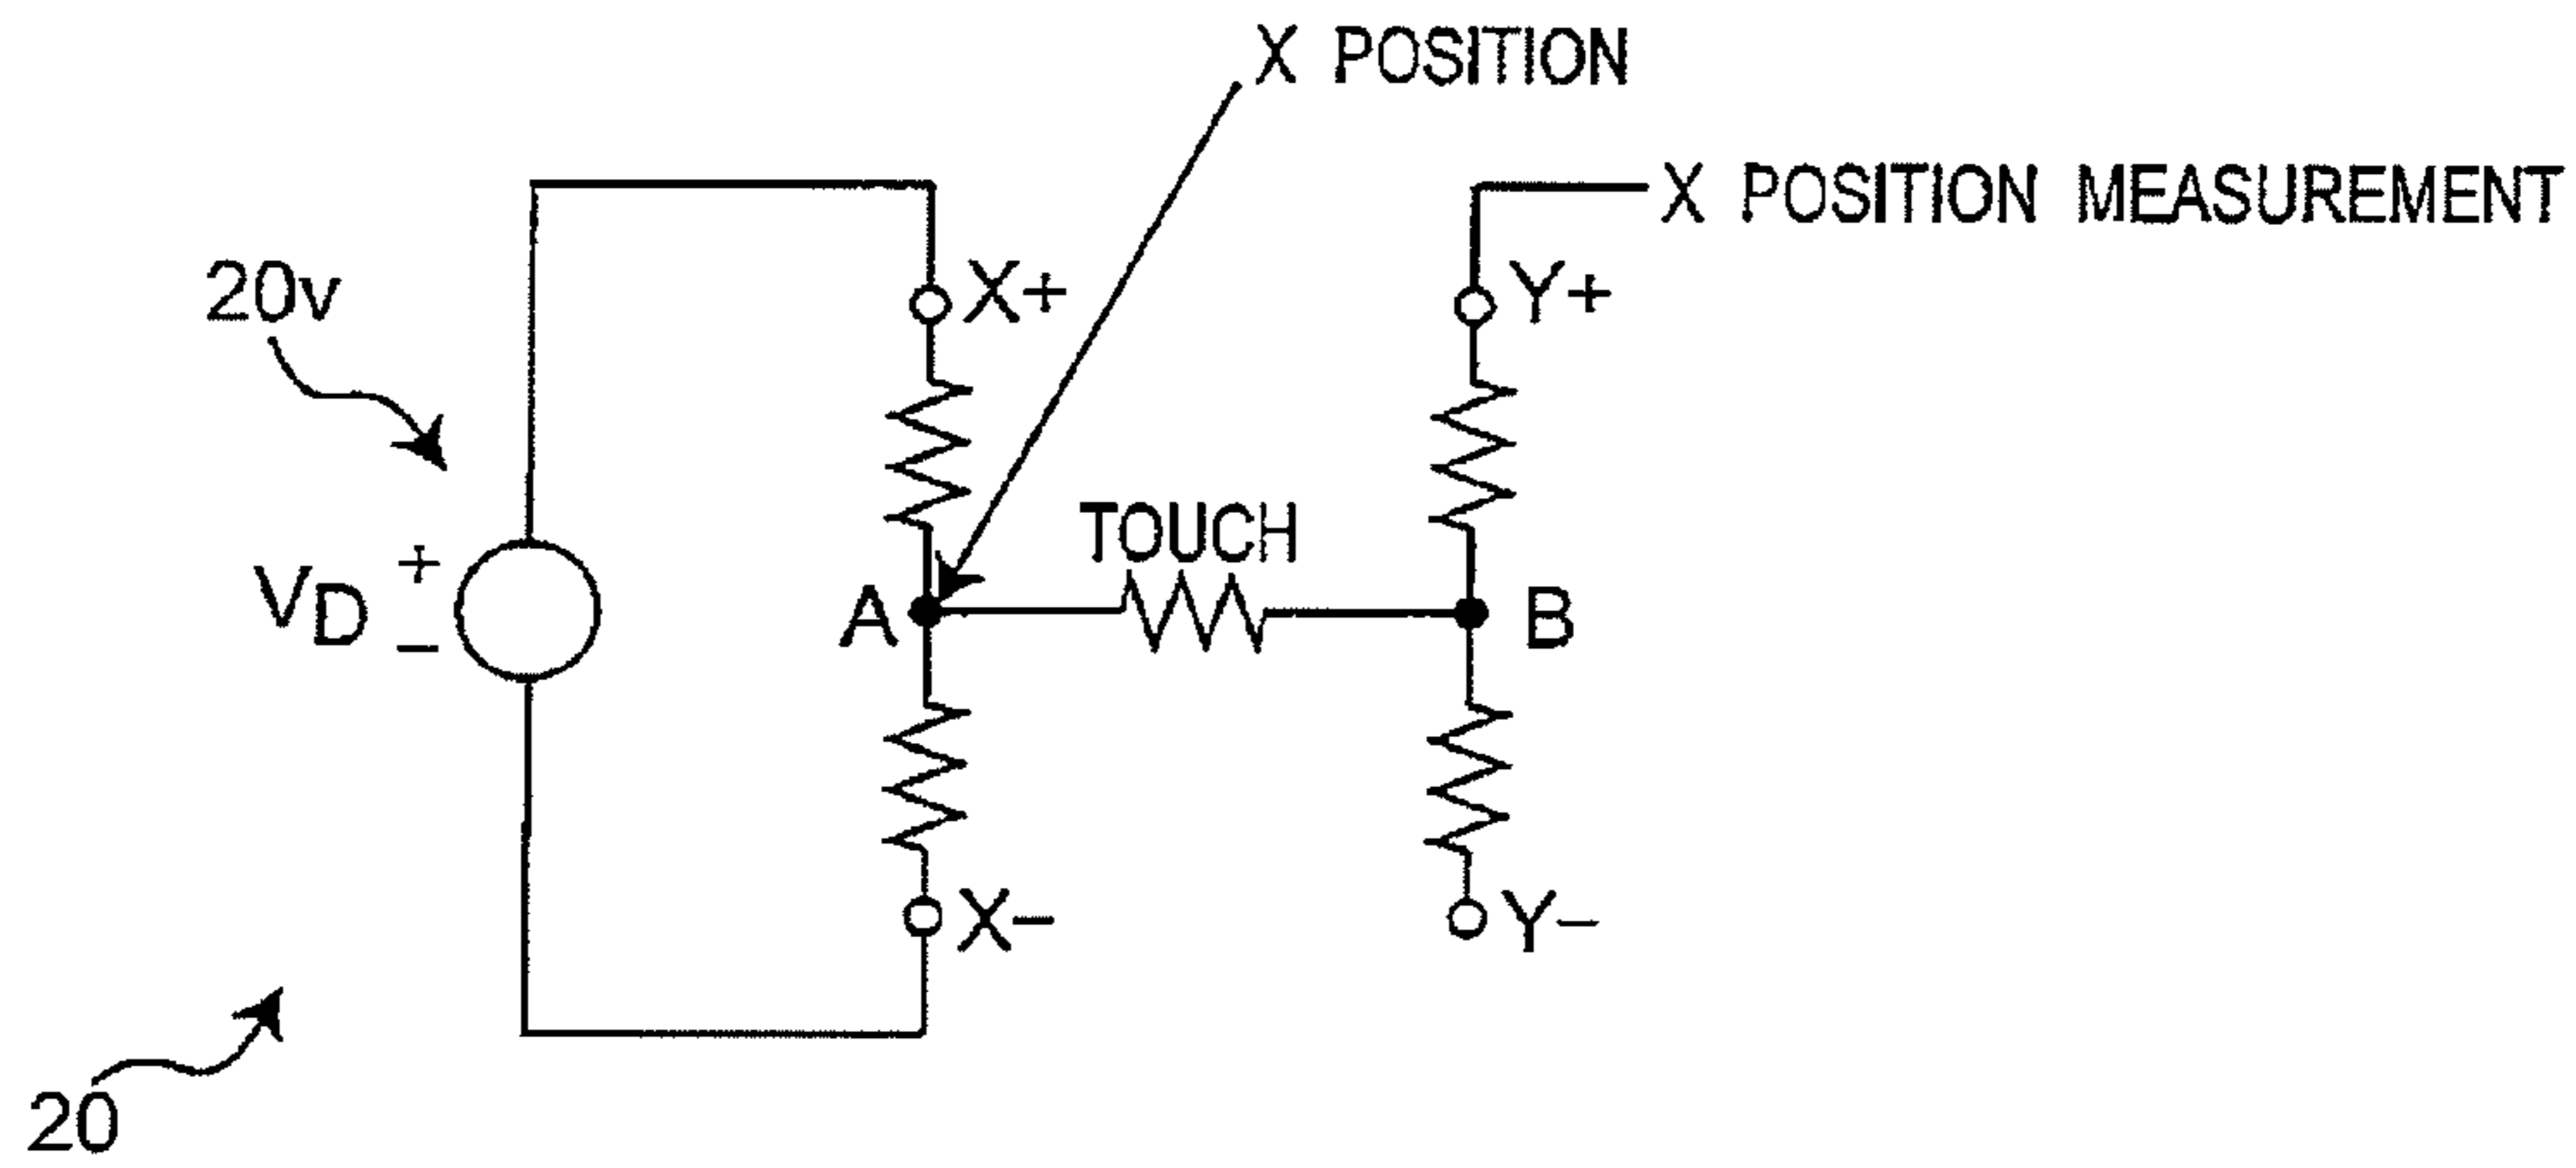 X POSITION
X POSITION MEASUREMENT
20v
X+
Y+
TOUCH
VD
+
−
A
B
X−
Y−
20